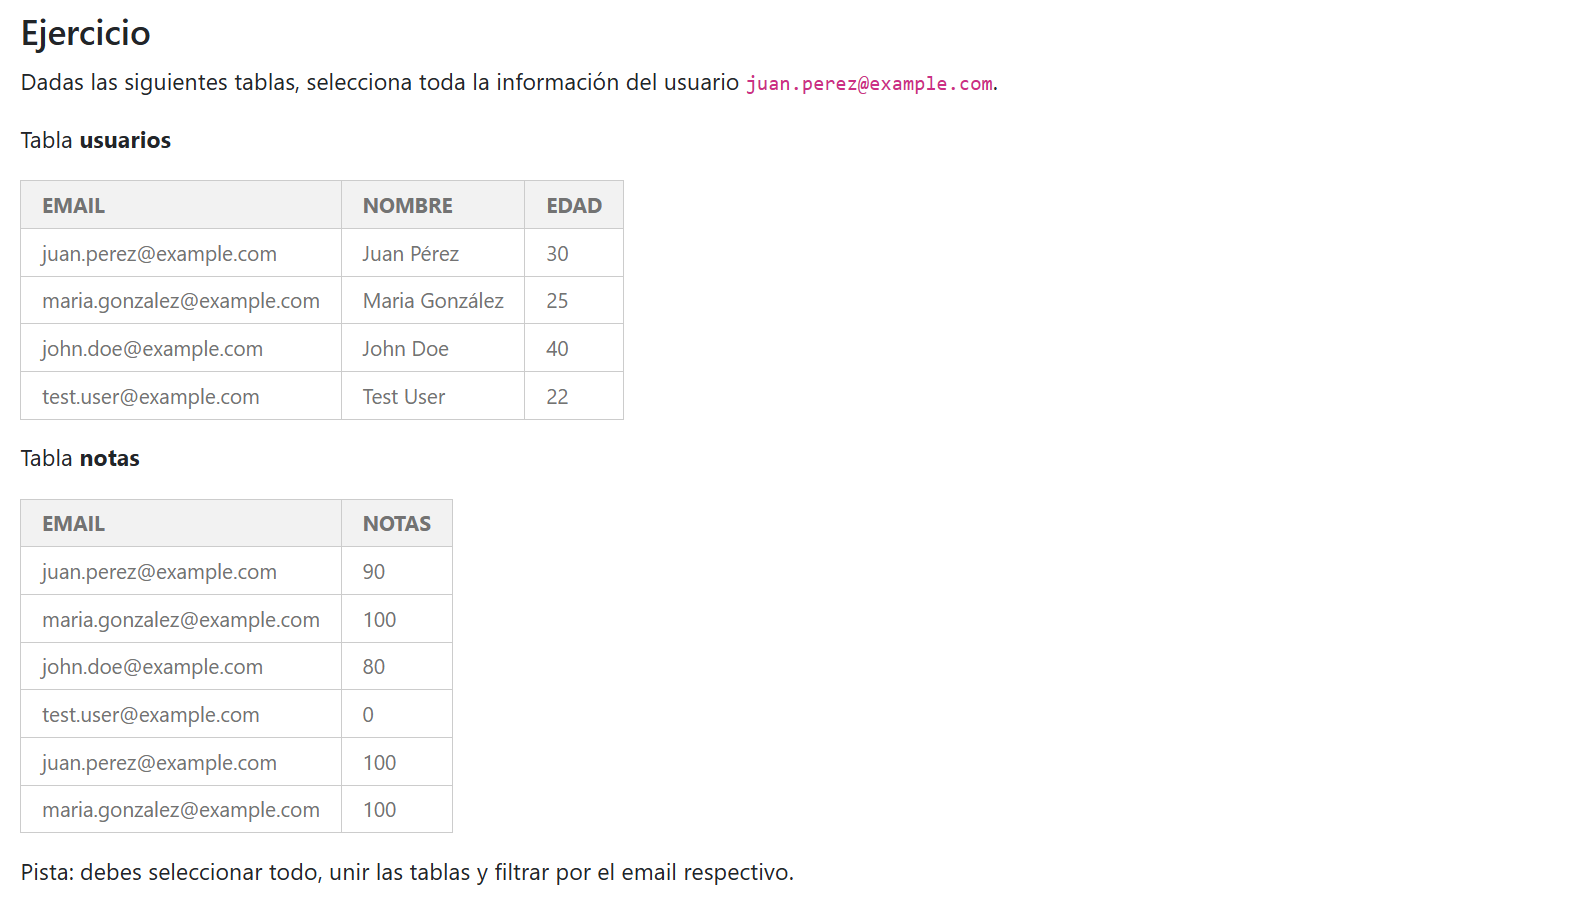 Ejercicio
Dadas las siguientes tablas, selecciona toda la información del usuario juan.perez@example.com.
Tabla usuarios
EMAIL NOMBRE EDAD
juan.perez@example.com Juan Pérez 30
maria.gonzalez@example.com Maria González 25
john.doe@example.com John Doe 40
test.user@example.com Test User 22
Tabla notas
EMAIL NOTAS
juan.perez@example.com 90
maria.gonzalez@example.com 100
john.doe@example.com 80
test.user@example.com 0
juan.perez@example.com 100
maria.gonzalez@example.com 100
Pista: debes seleccionar todo, unir las tablas y filtrar por el email respectivo.